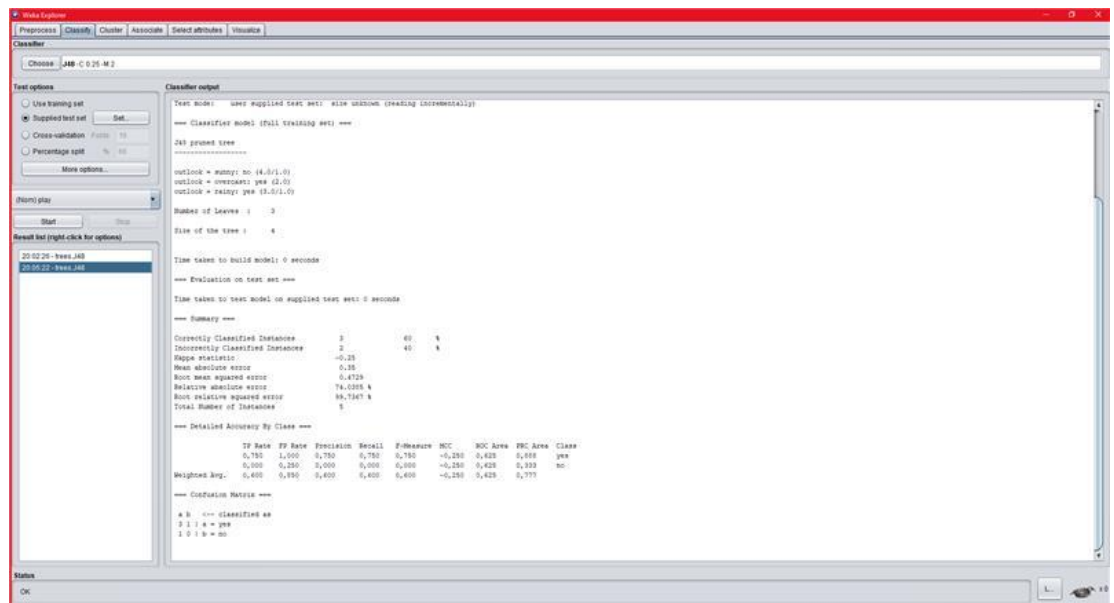 Weka Explorer
Preprocess Classify Cluster Associate Select attributes Visualize
Classifier
Choose J48 -C 0.25 -M 2
Test options
Use training set
Supplied test set Set...
Cross-validation Folds 10
Percentage split %
More options...
(Nom) play
Start Stop
Result list (right-click for options)
20:02:26 - trees.J48
20:05:22 - trees.J48
Classifier output
Test mode: user supplied test set: size unknown (reading incrementally)
=== Classifier model (full training set) ===
J48 pruned tree
------------------
outlook = sunny: no (4.0/1.0)
outlook = overcast: yes (2.0)
outlook = rainy: yes (3.0/1.0)
Number of Leaves : 3
Size of the tree : 4
Time taken to build model: 0 seconds
=== Evaluation on test set ===
Time taken to test model on supplied test set: 0 seconds
=== Summary ===
Correctly Classified Instances 3 60 %
Incorrectly Classified Instances 2 40 %
Kappa statistic -0.25
Mean absolute error 0.35
Root mean squared error 0.4729
Relative absolute error %
Root relative squared error 99.7367 %
Total Number of Instances 5
=== Detailed Accuracy By Class ===
TP Rate FP Rate Precision Recall F-Measure MCC ROC Area PRC Area Class
0,750 1,000 0,750 0,750 0,750 -0,250 0,625 0,888 yes
0,000 0,250 0,000 0,000 0,000 -0,250 0,625 0,333 no
Weighted Avg. 0,600 0,850 0,600 0,600 0,600 -0,250 0,625 0,777
=== Confusion Matrix ===
a b <-- classified as
3 1 | a = yes
1 0 | b = no
Status
OK
L... x 0